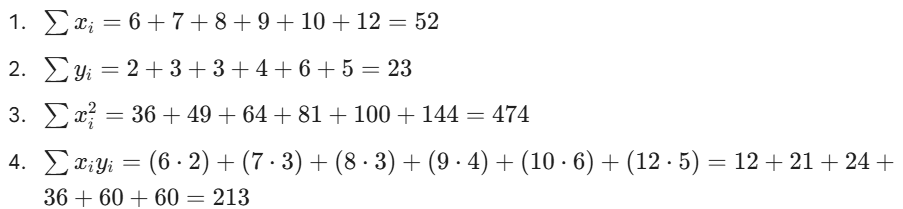 1. ∑ xᵢ = 6 + 7 + 8 + 9 + 10 + 12 = 52
2. ∑ yᵢ = 2 + 3 + 3 + 4 + 6 + 5 = 23
3. ∑ xᵢ² = 36 + 49 + 64 + 81 + 100 + 144 = 474
4. ∑ xᵢyᵢ = (6 · 2) + (7 · 3) + (8 · 3) + (9 · 4) + (10 · 6) + (12 · 5) = 12 + 21 + 24 +
36 + 60 + 60 = 213